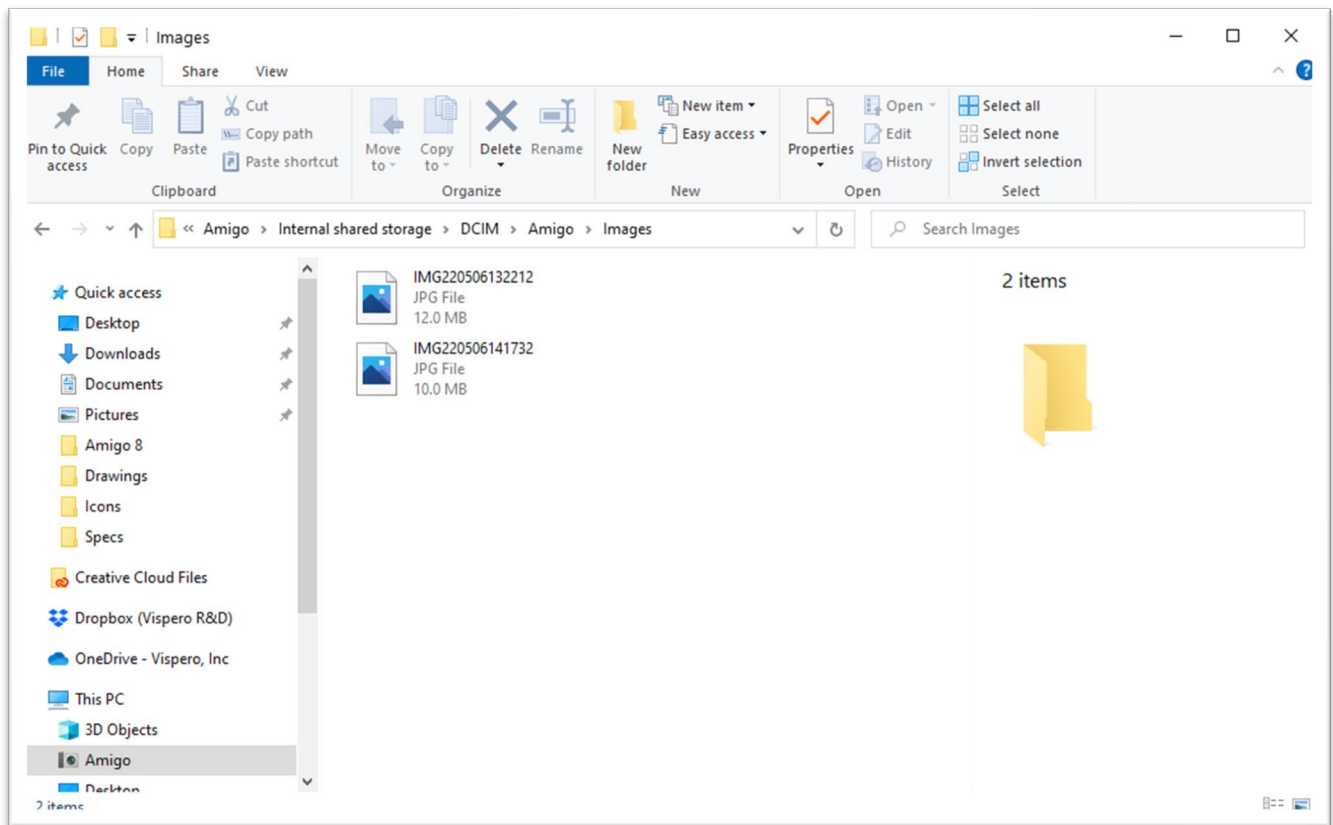 Images
File Home Share View
Pin to Quick access
Copy
Paste
Cut
Copy path
Paste shortcut
Clipboard
Move to
Copy to
Delete
Rename
Organize
New folder
New item
Easy access
New
Properties
Open
Edit
History
Open
Select all
Select none
Invert selection
Select
« Amigo > Internal shared storage > DCIM > Amigo > Images
Search Images
Quick access
Desktop
Downloads
Documents
Pictures
Amigo 8
Drawings
Icons
Specs
Creative Cloud Files
Dropbox (Vispero R&D)
OneDrive - Vispero, Inc
This PC
3D Objects
Amigo
Desktop
2 items
IMG220506132212
JPG File
12.0 MB
IMG220506141732
JPG File
10.0 MB
2 items